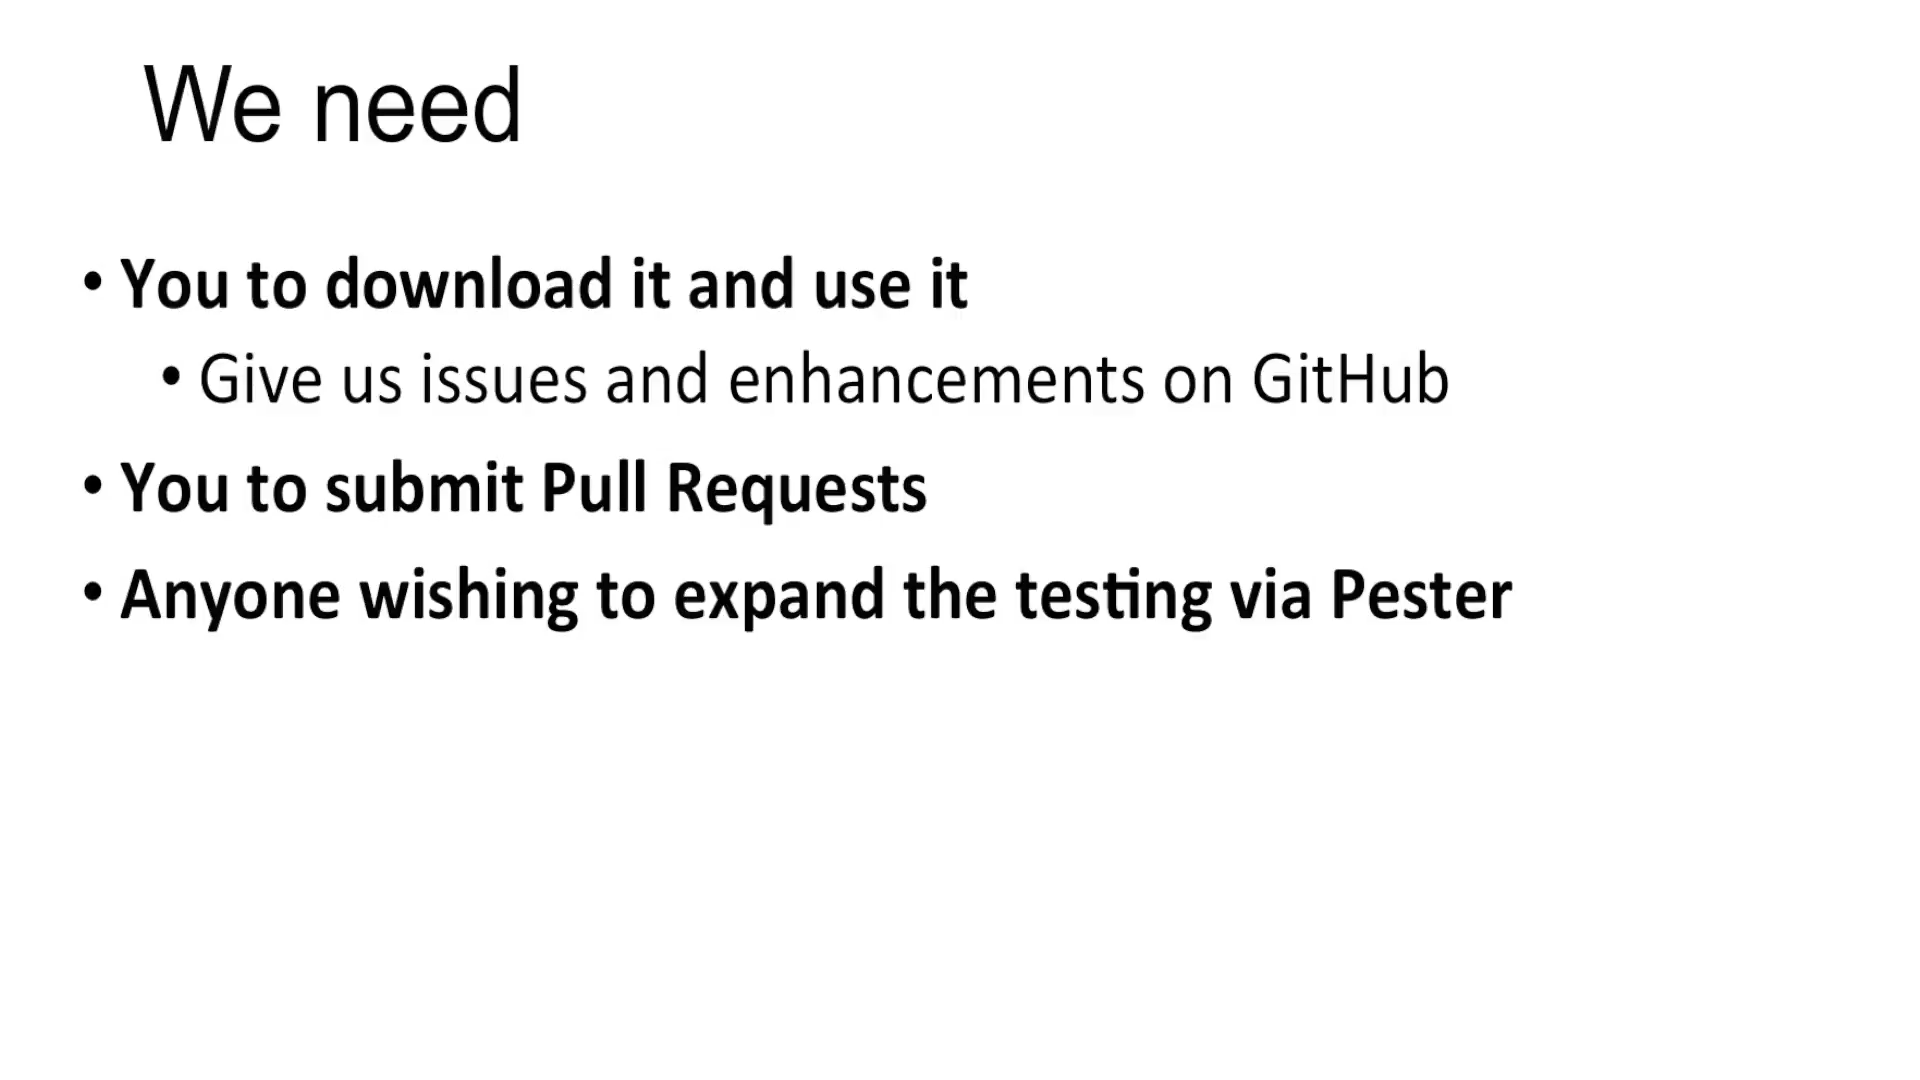 We need
• You to download it and use it
• Give us issues and enhancements on GitHub
• You to submit Pull Requests
• Anyone wishing to expand the testing via Pester